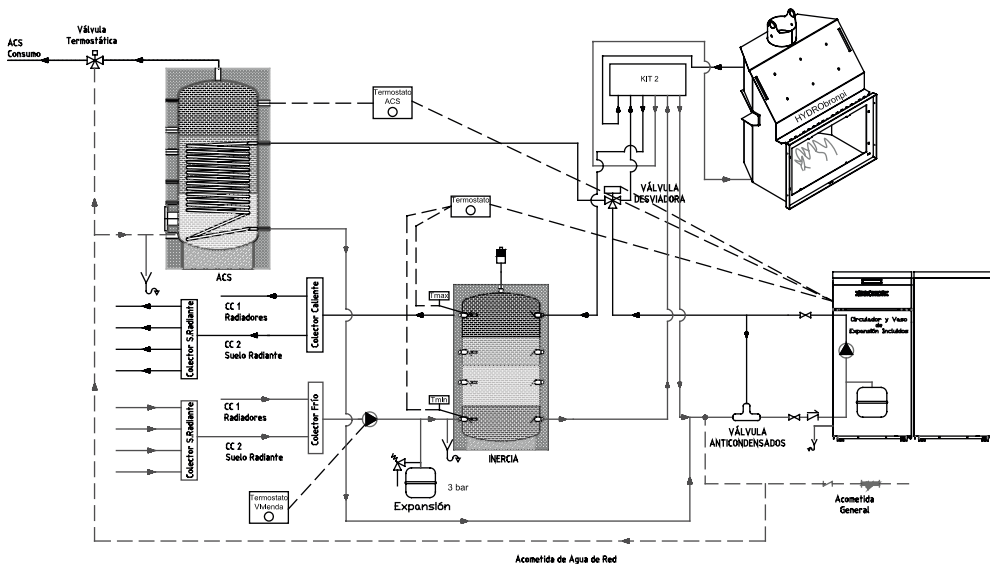 ACS
Consumo
Válvula
Termostática
Termostato
ACS
KIT 2
HYDRObronpi
VÁLVULA
DESVIADORA
Termostato
ACS
Colector S.Radiante
CC 1
Radiadores
CC 2
Suelo Radiante
Colector Caliente
Tmax
Circulador y Vaso
de
Expansión Incluidos
Colector S.Radiante
CC 1
Radiadores
CC 2
Suelo Radiante
Colector Frío
Tmin
INERCIA
VÁLVULA
ANTICONDENSADOS
Termostato
Vivienda
3 bar
Expansión
Acometida
General
Acometida de Agua de Red